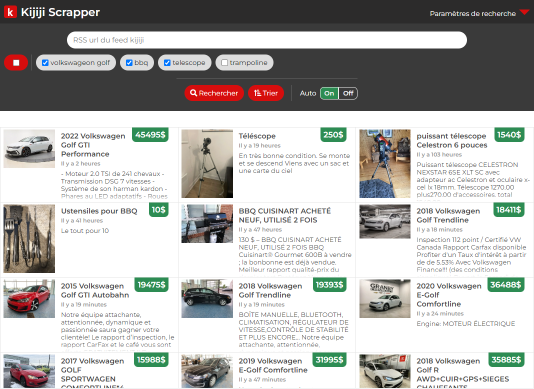 k Kijiji Scrapper
Paramètres de recherche
RSS url du feed kijiji
volkswageon golf
bbq
telescope
trampoline
Rechercher
Trier
Auto On Off
2022 Volkswagen
Golf GTI
Performance
45495$
Il y a 2 heures
- Moteur 2.0 TSI de 241 chevaux -
Transmission DSG 7 vitesses -
Système de son harman kardon -
Phares au LED adaptatifs - Roues
Téléscope
250$
Il y a 19 heures
En très bonne condition. Se monte
et se descend Viens avec un sac et
une carte du ciel
puissant télescope
Celestron 6 pouces
1540$
Il y a 103 heures
Puissant télescope CELESTRON
NEXSTAR 6SE XLT SC avec
adapteur ac Celestron et oculaire x-
cel lx 18mm. Télescope 1270.00
plus270.00 d'accessoires. total
Ustensiles pour BBQ
10$
Il y a 41 heures
Le tout pour 10
BBQ CUISINART ACHETÉ
NEUF, UTILISÉ 2 FOIS
Il y a 47 heures
130 $ – BBQ CUISINART ACHETÉ
NEUF, UTILISÉ 2 FOIS BBQ
Cuisinart® Gourmet 600B à vendre
; la bonbonne est déjà vendue.
Meilleur rapport qualité-prix du
2018 Volkswagen
Golf Trendline
18411$
Il y a 18 minutes
Inspection 112 point / Certifié VW
Canada Rapport Carfax disponible
Profiter d'un Taux d'intérêt à partir
de de 5.53% Avec Volkswagen
Finance!!! (des conditions
2015 Volkswagen
Golf GTI Autobahn
19475$
Il y a 19 minutes
Notre équipe attachante,
attentionnée, dynamique et
passionnée saura gagner votre
clientèle! Le rapport d'inspection, le
rapport CarFax et le café vous sont
2018 Volkswagen
Golf Trendline
19393$
Il y a 19 minutes
BOÎTE MANUELLE, BLUETOOTH,
CLIMATISATION, RÉGULATEUR DE
VITESSE,CONTRÔLE DE STABILITÉ
ET PLUS ENCORE... Notre équipe
attachante, attentionnée,
2020 Volkswagen
E-Golf
Comfortline
36488$
Il y a 24 minutes
Engine: MOTEUR ELECTRIQUE
2017 Volkswagen
GOLF
SPORTWAGEN
COMFORTLINE*
15988$
2019 Volkswagen
E-Golf Comfortline
31995$
Il y a 47 minutes
2018 Volkswagen
Golf R
AWD+CUIR+GPS+SIEGES
CHAUFFANTS
35885$